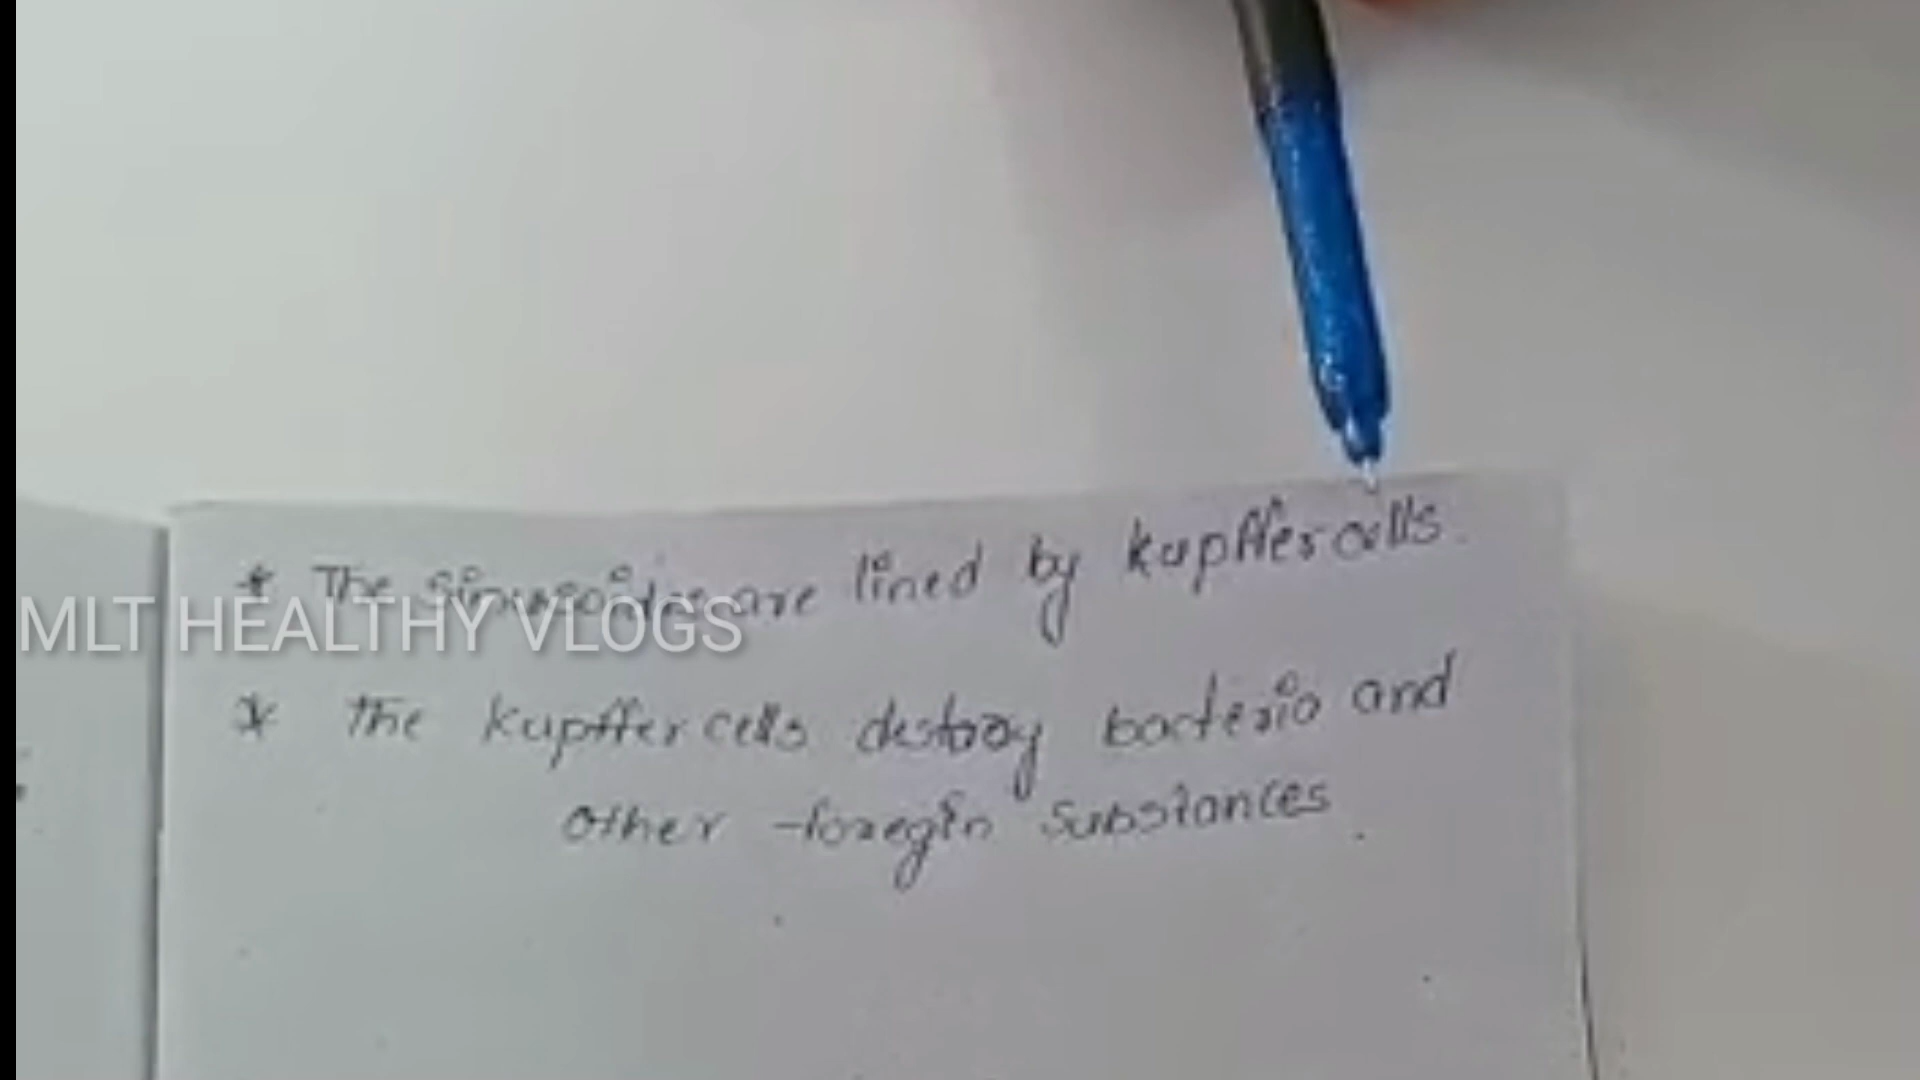 * The sinusoids are lined by kupffer cells.
MLT HEALTHY VLOGS
* The kupffer cells destroy bacteria and
other foregin substances.